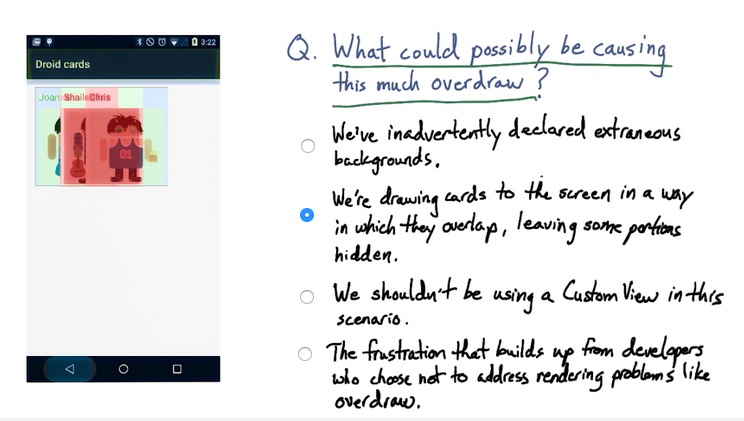 3:22
Droid cards
Joan Shaile Chris
Q. What could possibly be causing
this much overdraw?
We've inadvertently declared extraneous
backgrounds.
We're drawing cards to the screen in a way
in which they overlap, leaving some portions
hidden.
We shouldn't be using a Custom View in this
scenario.
The frustration that builds up from developers
who choose not to address rendering problems like
overdraw.